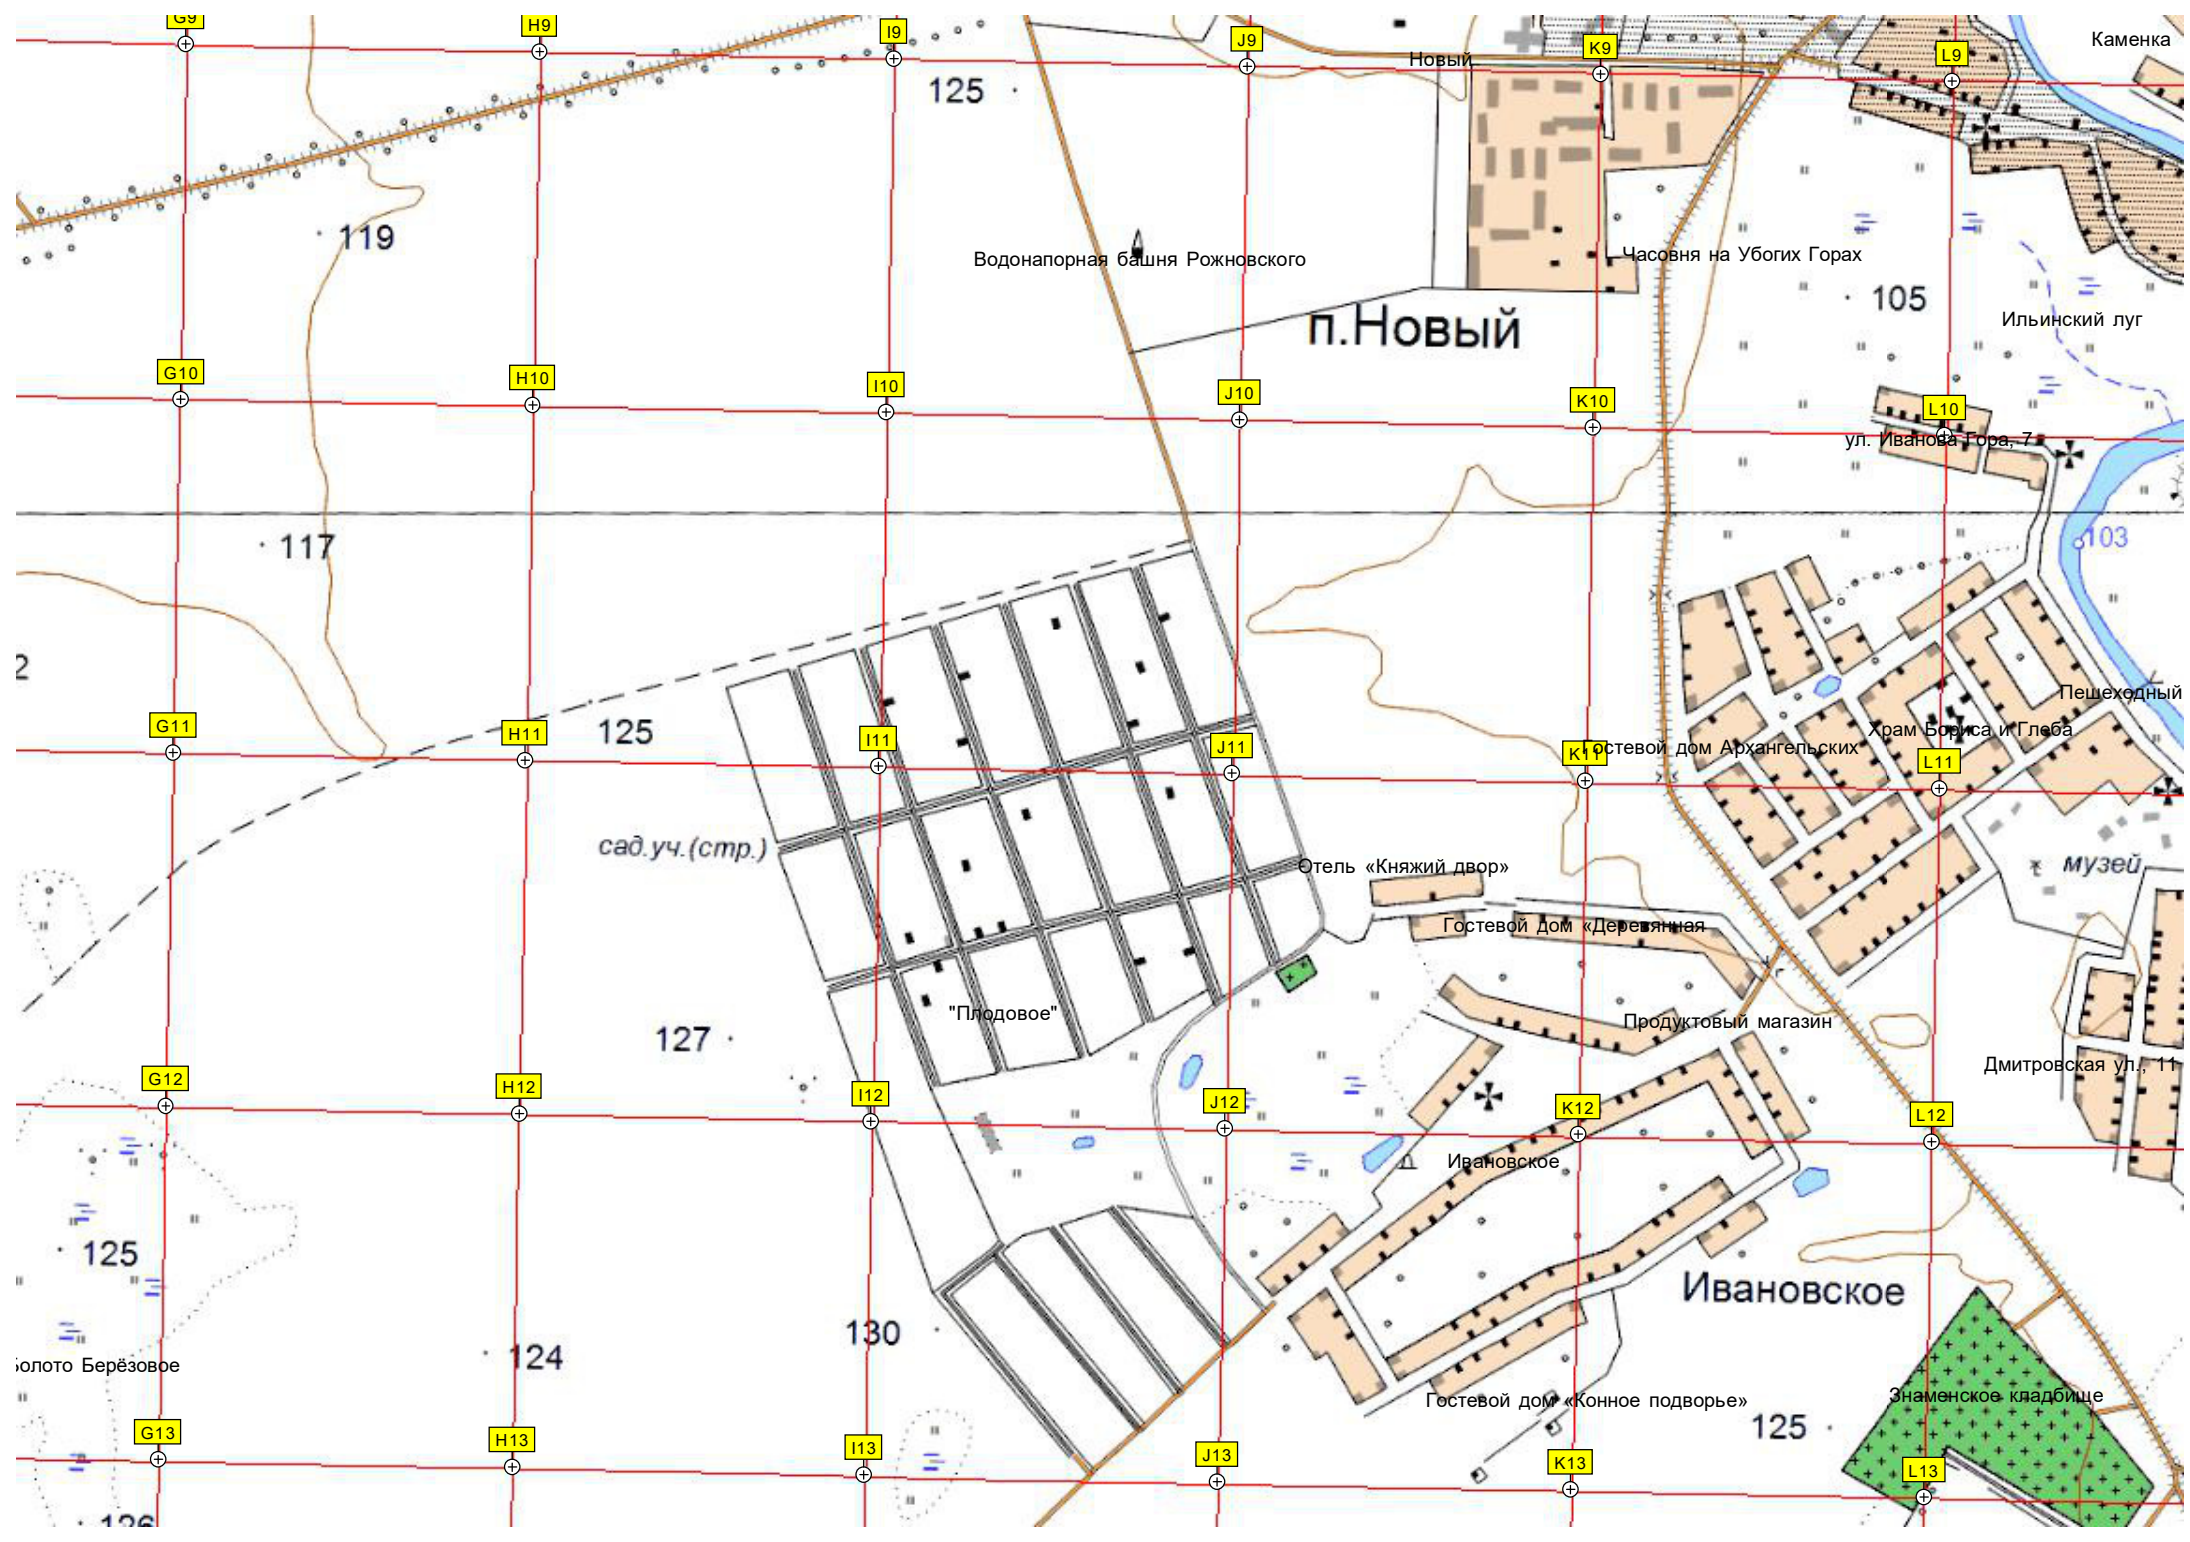 G9
H9
I9
J9
K9
L9
Каменка
Новый
125
119
Водонапорная башня Рожновского
Часовня на Убогих Горах
105
Ильинский луг
п.Новый
G10
H10
I10
J10
K10
L10
ул. Иванова Гора, 7
117
103
2
Пешеходный
G11
H11
125
I11
J11
K11
Гостевой дом Архангельских
Храм Бориса и Глеба
L11
сад.уч.(стр.)
Отель «Княжий двор»
музей
Гостевой дом «Деревянная
"Плодовое"
Продуктовый магазин
127
Дмитровская ул., 11
G12
H12
I12
J12
K12
L12
Ивановское
125
Ивановское
130
124
болото Берёзовое
Гостевой дом «Конное подворье»
Знаменское кладбище
125
G13
H13
I13
J13
K13
L13
126